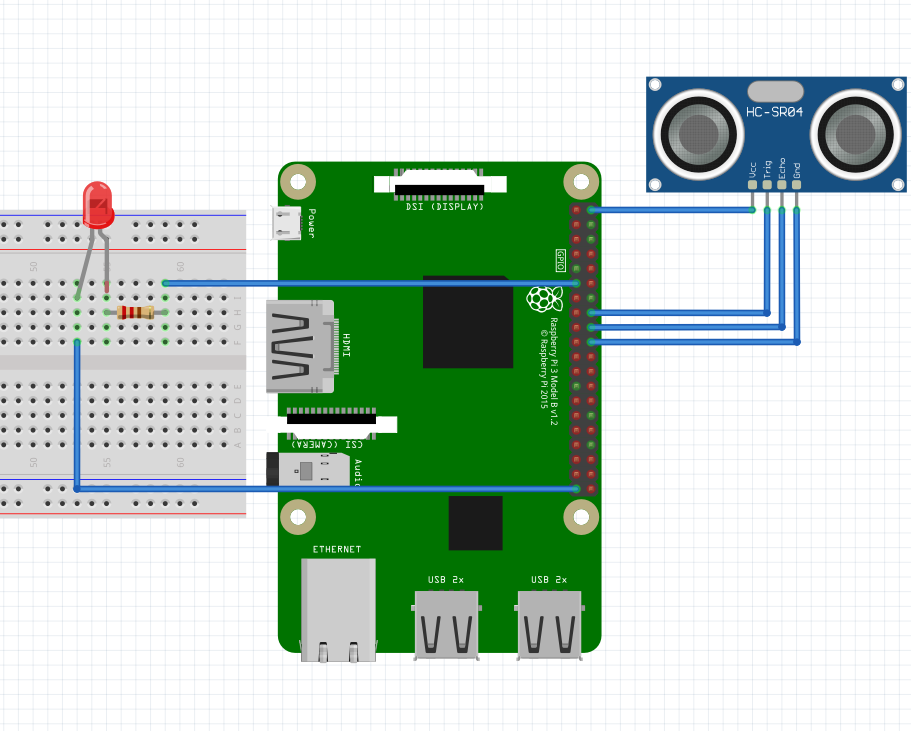 HC-SR04
Vcc
Trig
Echo
Gnd
DSI (DISPLAY)
Power
GPIO
50
60
HDMI
Raspberry Pi 3 Model B v1.2
© Raspberry Pi 2015
I
H
G
F
E
D
C
B
A
CSI (CAMERA)
50
55
60
Audio
ETHERNET
USB 2x
USB 2x